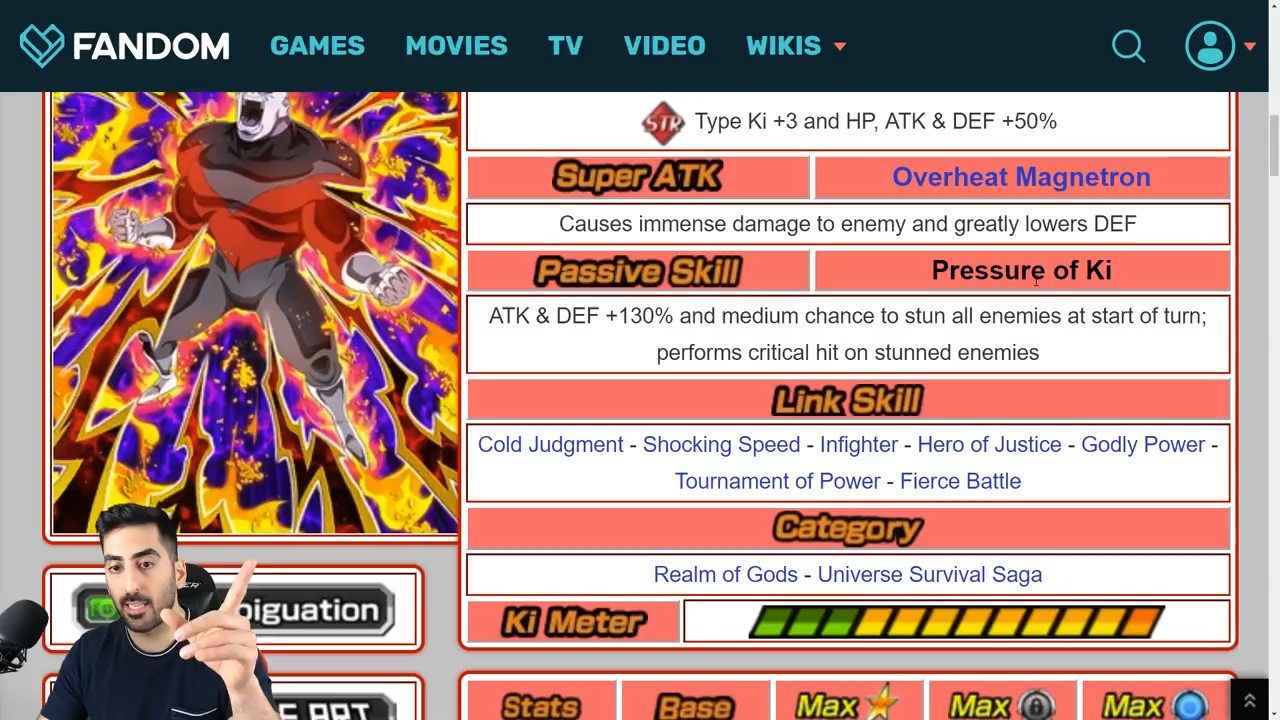 FANDOM GAMES MOVIES TV VIDEO WIKIS
STR Type Ki +3 and HP, ATK & DEF +50%
Super ATK Overheat Magnetron
Causes immense damage to enemy and greatly lowers DEF
Passive Skill Pressure of Ki
ATK & DEF +130% and medium chance to stun all enemies at start of turn;
performs critical hit on stunned enemies
Link Skill
Cold Judgment - Shocking Speed - Infighter - Hero of Justice - Godly Power -
Tournament of Power - Fierce Battle
Category
Realm of Gods - Universe Survival Saga
Ki Meter
biguation
Stats Base Max Max Max
ART